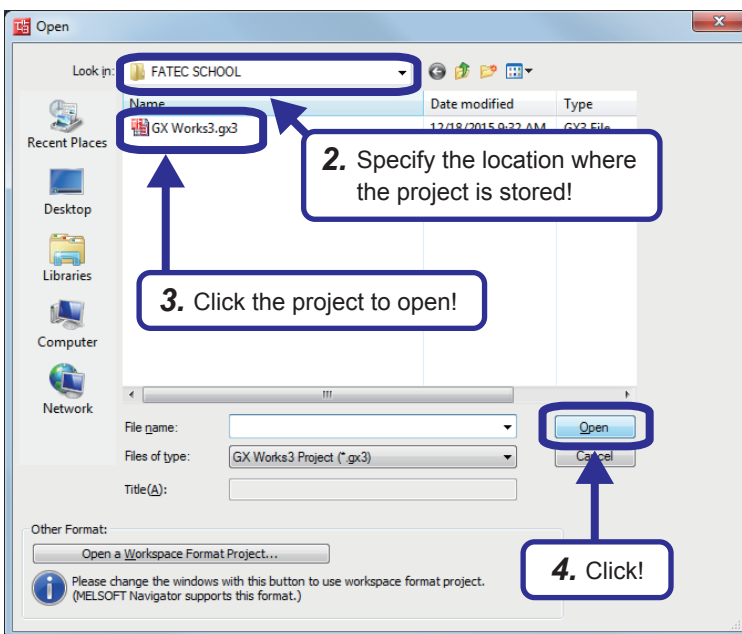 Open
Look in: FATEC SCHOOL
Name Date modified Type
GX Works3.gx3 12/18/2015 9:32 AM GX3 File
2. Specify the location where
the project is stored!
Recent Places
Desktop
Libraries
3. Click the project to open!
Computer
Network
File name: Open
Files of type: GX Works3 Project (*.gx3) Cancel
Title(A):
Other Format:
Open a Workspace Format Project...
4. Click!
Please change the windows with this button to use workspace format project.
(MELSOFT Navigator supports this format.)